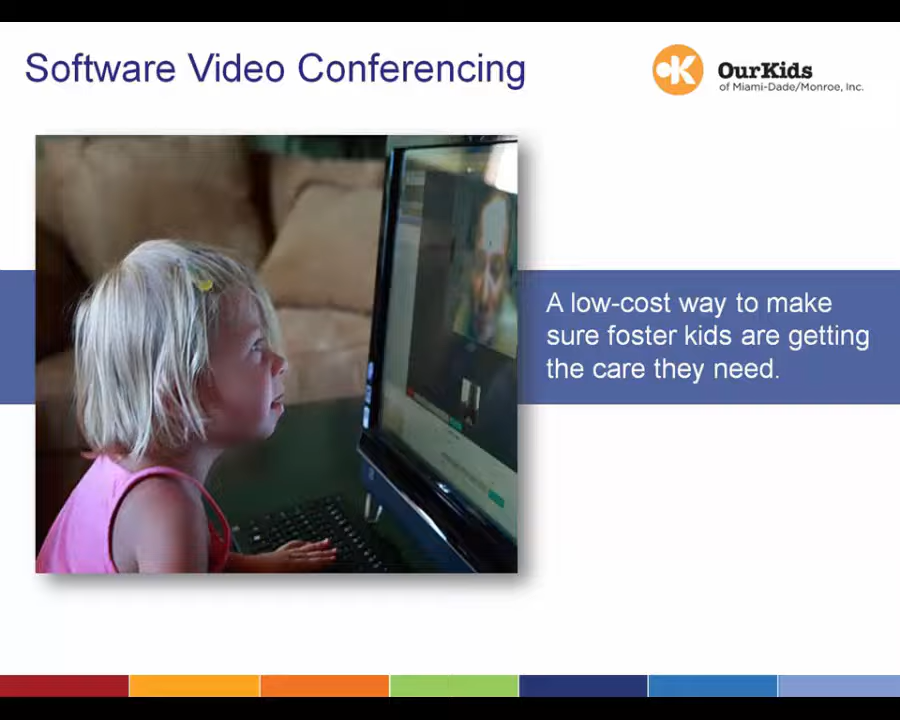 Software Video Conferencing
OurKids
of Miami-Dade/Monroe, Inc.
A low-cost way to make
sure foster kids are getting
the care they need.